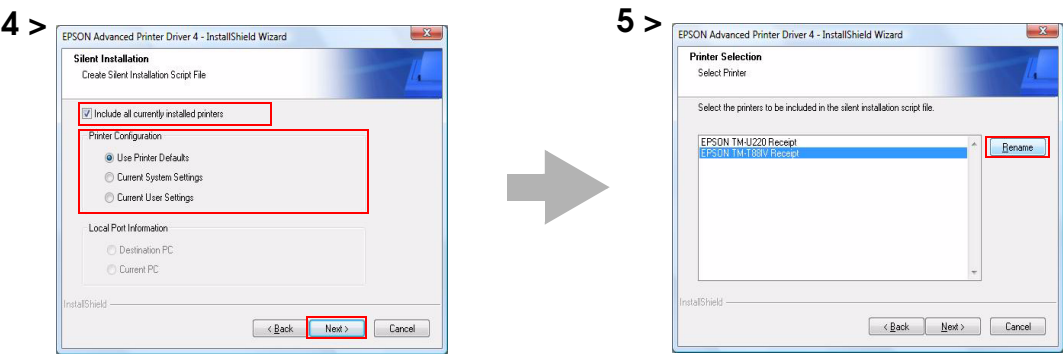 4 >
EPSON Advanced Printer Driver 4 - InstallShield Wizard
Silent Installation
Create Silent Installation Script File
Include all currently installed printers
Printer Configuration
Use Printer Defaults
Current System Settings
Current User Settings
Local Port Information
Destination PC
Current PC
InstallShield
< Back Next > Cancel
5 >
EPSON Advanced Printer Driver 4 - InstallShield Wizard
Printer Selection
Select Printer
Select the printers to be included in the silent installation script file.
EPSON TM-U220 Receipt
EPSON TM-T88IV Receipt
Rename
InstallShield
< Back Next > Cancel